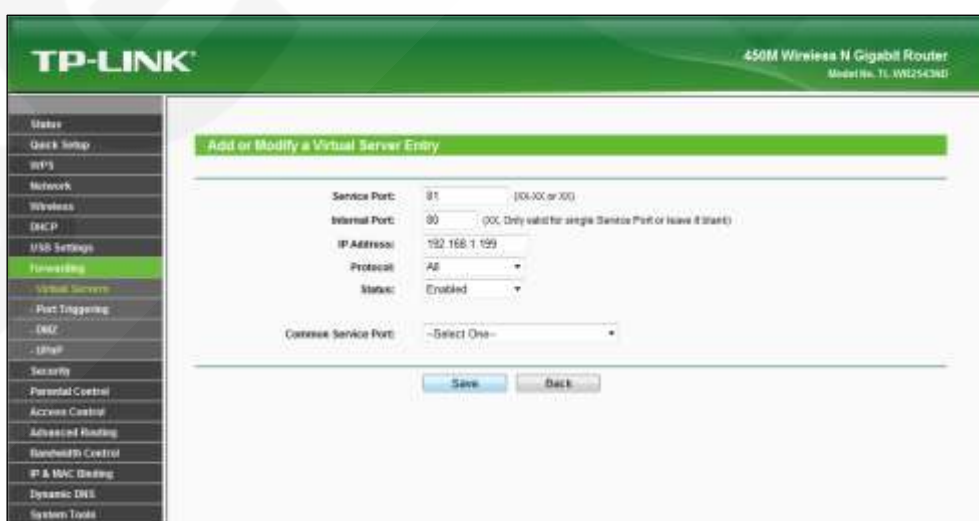 TP-LINK
450M Wireless N Gigabit Router
Model No. TL-WR2543ND
Status
Quick Setup
WPS
Network
Wireless
DHCP
USB Settings
Forwarding
- Virtual Servers
- Port Triggering
- DMZ
- UPnP
Security
Parental Control
Access Control
Advanced Routing
Bandwidth Control
IP & MAC Binding
Dynamic DNS
System Tools
Add or Modify a Virtual Server Entry
Service Port: 81 (XX-XX or XX)
Internal Port: 80 (XX, Only valid for single Service Port or leave it blank)
IP Address: 192.168.1.199
Protocol: All
Status: Enabled
Common Service Port: --Select One--
Save Back